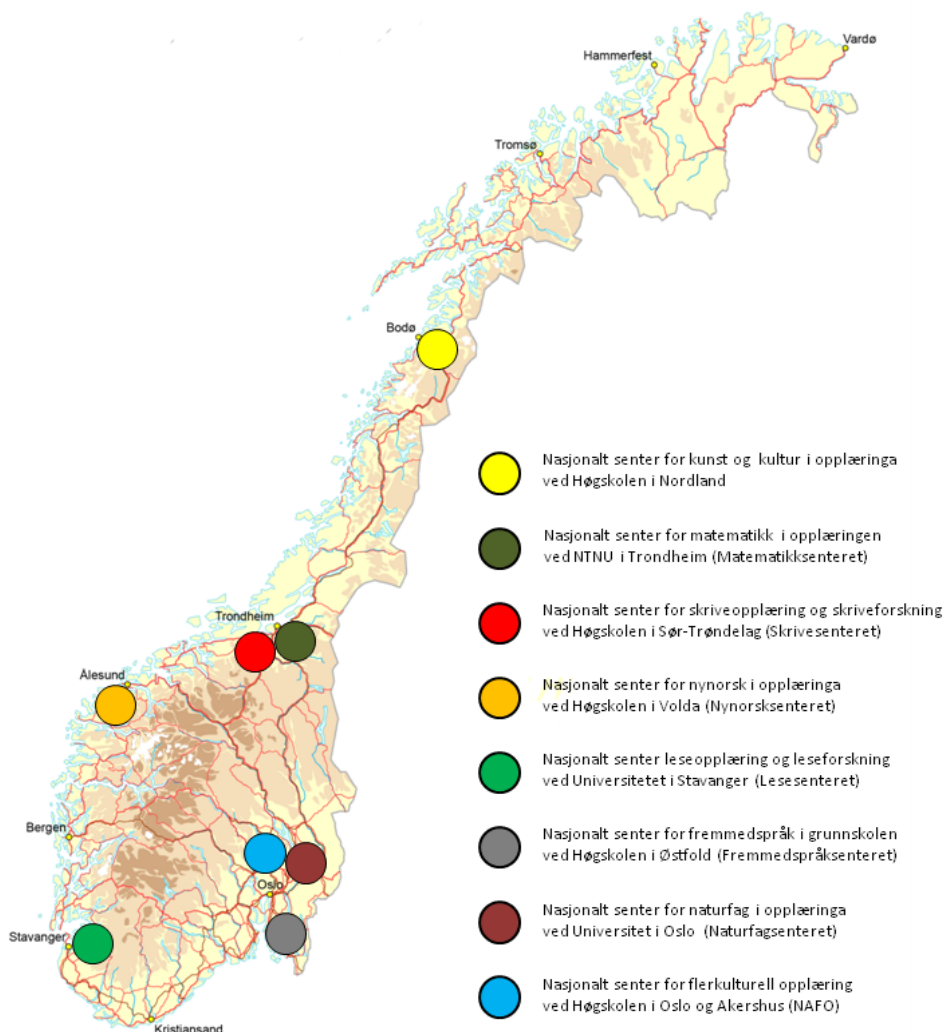 Vardø
Hammerfest
Tromsø
Bodø
Nasjonalt senter for kunst og kultur i opplæringa
ved Høgskolen i Nordland
Nasjonalt senter for matematikk i opplæringen
ved NTNU i Trondheim (Matematikksenteret)
Trondheim
Nasjonalt senter for skriveopplæring og skriveforskning
ved Høgskolen i Sør-Trøndelag (Skrivesenteret)
Ålesund
Nasjonalt senter for nynorsk i opplæringa
ved Høgskolen i Volda (Nynorsksenteret)
Nasjonalt senter leseopplæring og leseforskning
ved Universitetet i Stavanger (Lesesenteret)
Bergen
Nasjonalt senter for fremmedspråk i grunnskolen
ved Høgskolen i Østfold (Fremmedspråksenteret)
Oslo
Nasjonalt senter for naturfag i opplæringa
ved Universitet i Oslo (Naturfagsenteret)
Stavanger
Nasjonalt senter for flerkulturell opplæring
ved Høgskolen i Oslo og Akershus (NAFO)
Kristiansand